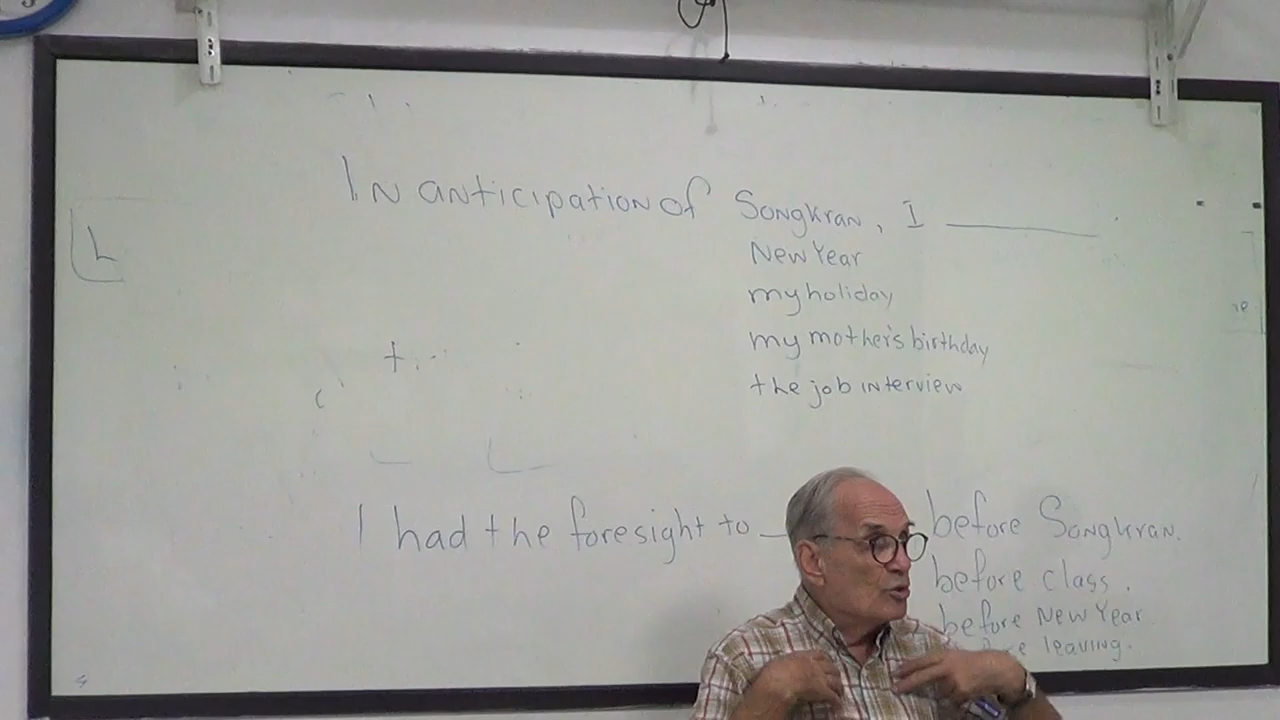 In anticipation of Songkran, I ________
New Year
my holiday
my mother's birthday
the job interview
I had the foresight to _ before Songkran.
before class.
before New Year
leaving.